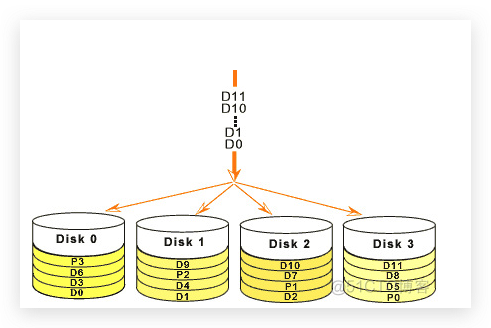 D11
D10
D1
D0
Disk 0
Disk 1
Disk 2
Disk 3
P3
D9
D10
D11
D6
P2
D7
D8
D3
D4
P1
D5
D0
D1
D2
P0
@51CTO博客